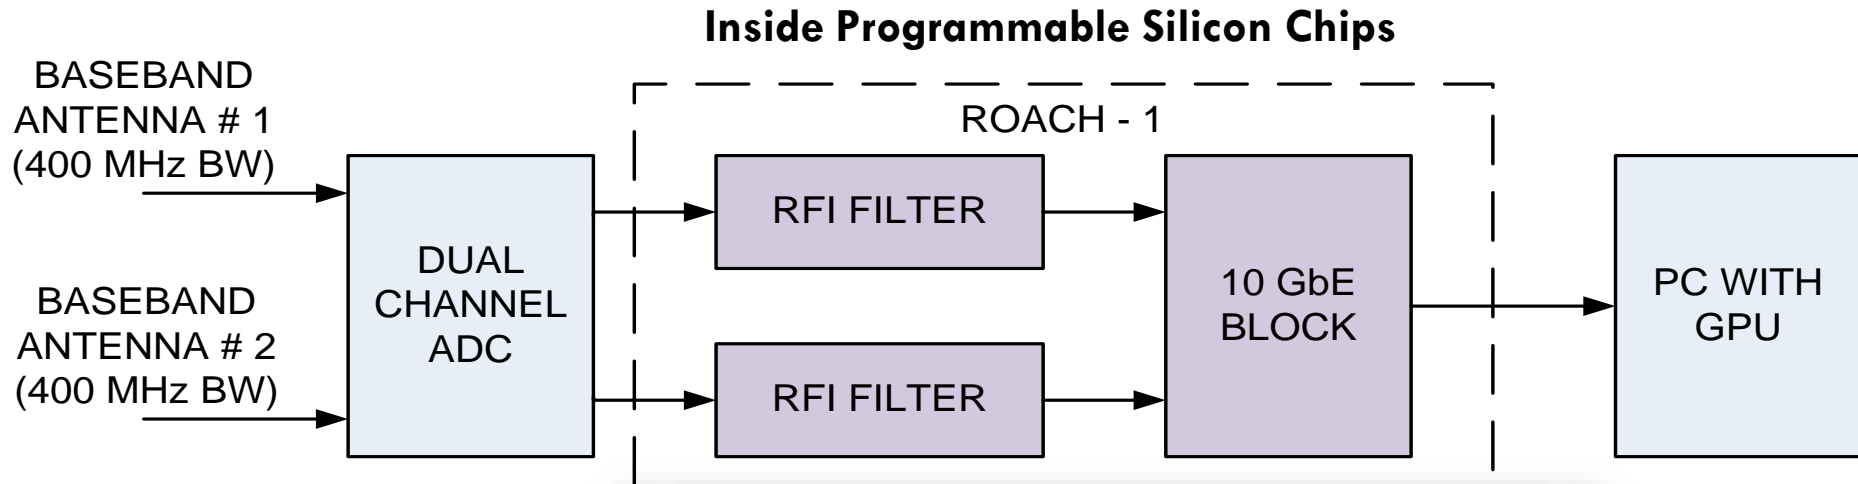 Inside Programmable Silicon Chips
BASEBAND
ANTENNA # 1
(400 MHz BW)
ROACH - 1
DUAL
CHANNEL
ADC
RFI FILTER
10 GbE
BLOCK
PC WITH
GPU
BASEBAND
ANTENNA # 2
(400 MHz BW)
RFI FILTER